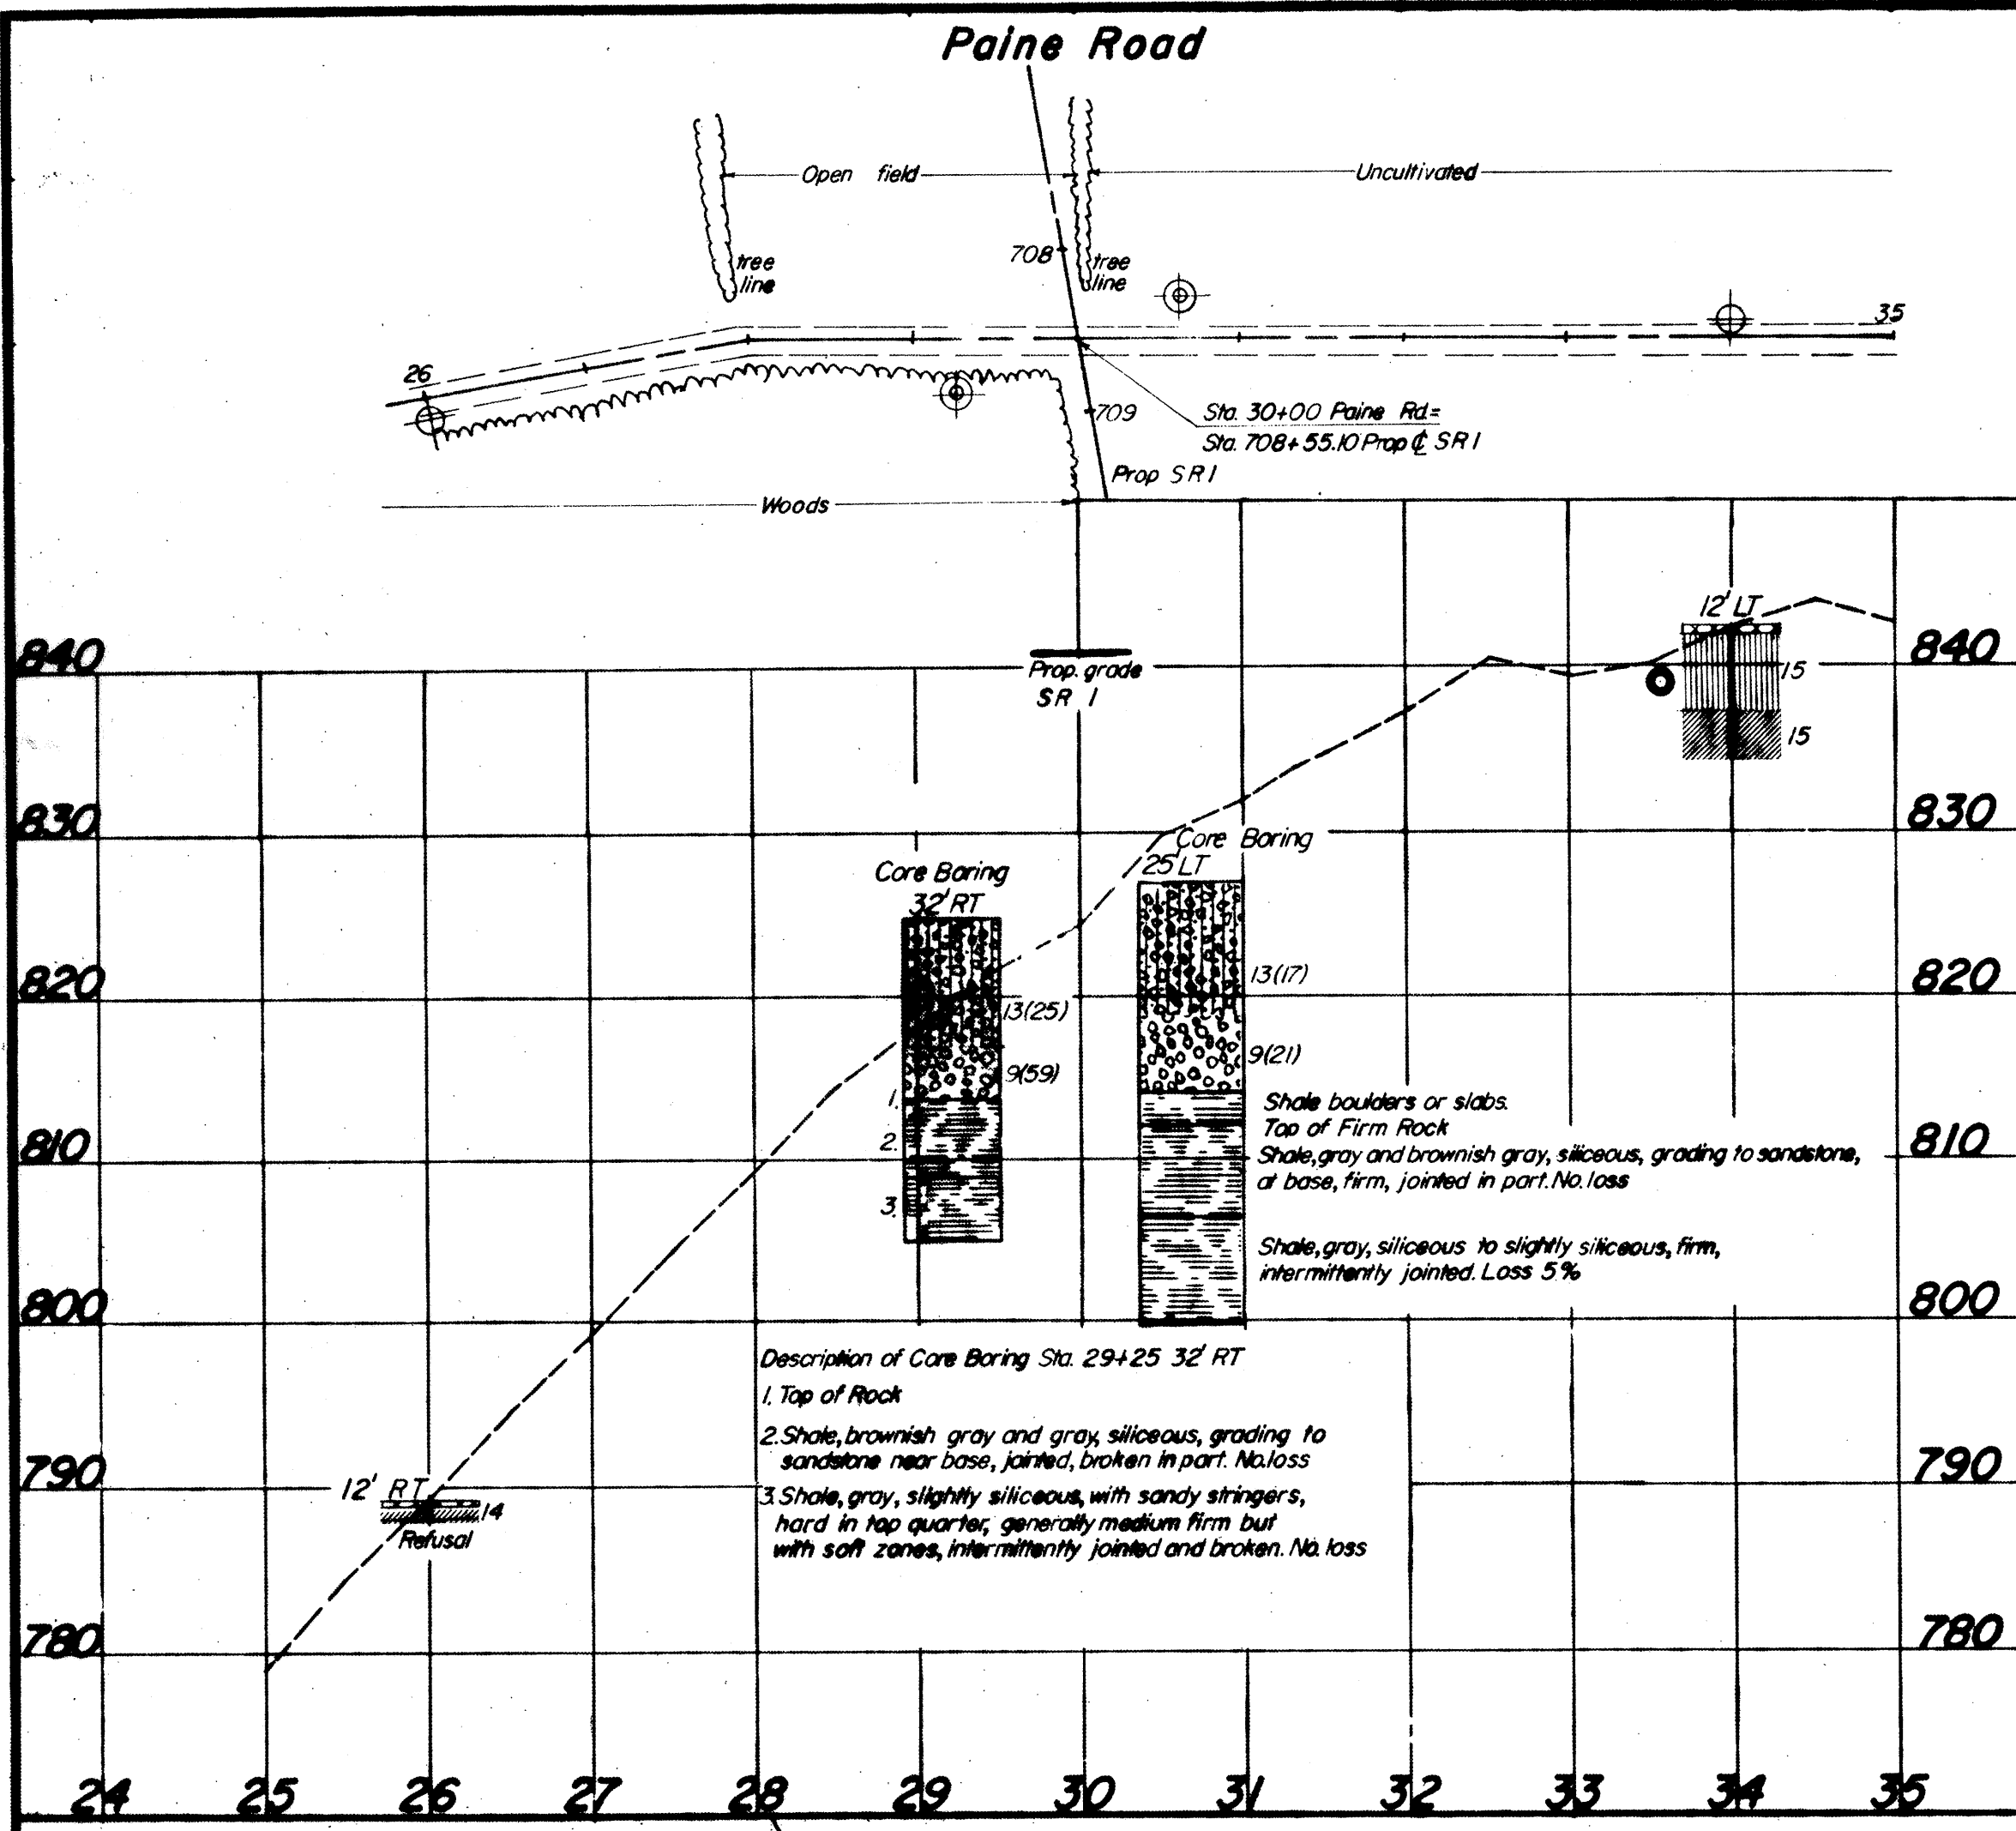 Paine Road
Open field
Uncultivated
708
tree
line
tree
line
35
26
709
Sta. 30+00 Paine Rd.=
Sta. 708+55.10 Prop ℄ SR 1
Prop SR 1
Woods
12' LT
840
Prop. grade
SR 1
840
15
15
830
830
Core Boring
25' LT
Core Boring
32' RT
820
13(17)
820
13(25)
9(21)
9(59)
1.
Shale boulders or slabs.
Top of Firm Rock
2.
810
Shale, gray and brownish gray, siliceous, grading to sandstone,
at base, firm, jointed in part. No. loss
810
3.
Shale, gray, siliceous to slightly siliceous, firm,
intermittently jointed. Loss 5%
800
800
Description of Core Boring Sta. 29+25 32' RT
1. Top of Rock
2. Shale, brownish gray and gray, siliceous, grading to
sandstone near base, jointed, broken in part. No. loss
790
790
12' RT
3. Shale, gray, slightly siliceous, with sandy stringers,
hard in top quarter, generally medium firm but
with soft zones, intermittently jointed and broken. No. loss
14
Refusal
780
780
24 25 26 27 28 29 30 31 32 33 34 35